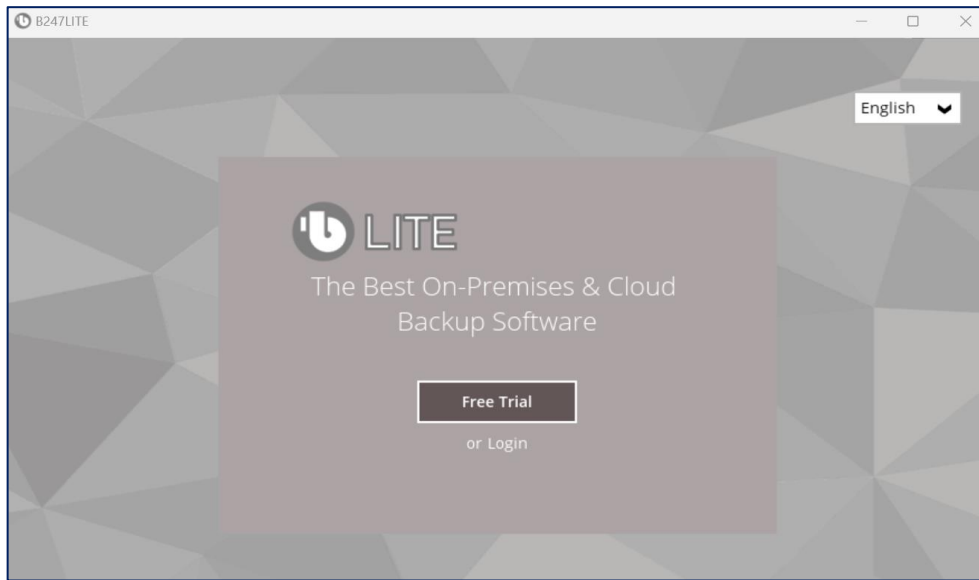 B247LITE
English
b LITE
The Best On-Premises & Cloud
Backup Software
Free Trial
or Login